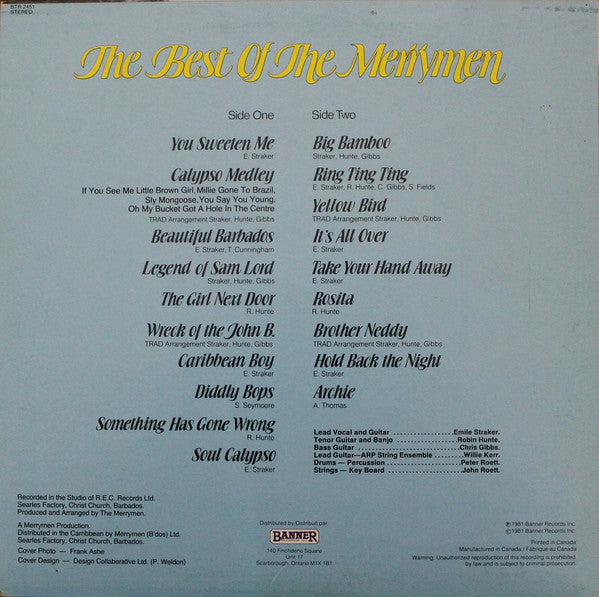 BTR 2451
STEREO
The Best Of The Merrymen
Side One
You Sweeten Me
E. Straker
Calypso Medley
If You See Me Little Brown Girl, Millie Gone To Brazil,
Sly Mongoose, You Say You Young,
Oh My Bucket Got A Hole In The Centre
TRAD Arrangement Straker, Hunte, Gibbs
Beautiful Barbados
E. Straker, T. Cunningham
Legend of Sam Lord
Straker, Hunte, Gibbs
The Girl Next Door
R. Hunte
Wreck of the John B.
TRAD Arrangement Straker, Hunte, Gibbs
Caribbean Boy
E. Straker
Diddly Bops
S. Seymoore
Something Has Gone Wrong
R. Hunte
Soul Calypso
E. Straker
Side Two
Big Bamboo
Straker, Hunte, Gibbs
Ring Ting Ting
E. Straker, R. Hunte, C. Gibbs, S. Fields
Yellow Bird
TRAD Arrangement Straker, Hunte, Gibbs
It's All Over
E. Straker
Take Your Hand Away
E. Straker
Rosita
R. Hunte
Brother Neddy
TRAD Arrangement Straker, Hunte, Gibbs
Hold Back the Night
E. Straker
Archie
A. Thomas
Lead Vocal and Guitar .................... Emile Straker.
Tenor Guitar and Banjo .................. Robin Hunte.
Bass Guitar .................... Chris Gibbs.
Lead Guitar—ARP String Ensemble ....... Willie Kerr.
Drums — Percussion .................... Peter Roett.
Strings — Key Board .................... John Roett.
Recorded in the Studio of R.E.C. Records Ltd.
Searles Factory, Christ Church, Barbados.
Produced and Arranged by The Merrymen.
A Merrymen Production.
Distributed in the Carribbean by Merrymen (B'dos) Ltd.
Searles Factory, Christ Church, Barbados.
Cover Photo — Frank Ashe
Cover Design — Design Collaborative Ltd. (P. Weldon)
Distributed by/Distribué par
BANNER
140 Finchdene Square
Unit 17
Scarborough, Ontario M1X 1B1
℗ 1981 Banner Records Inc.
© 1981 Banner Records Inc.
Printed in Canada
Manufactured in Canada / Fabriqué au Canada
Warning: Unauthorized reproduction of this recording is prohibited.
by law and is subject to criminal prosecution.